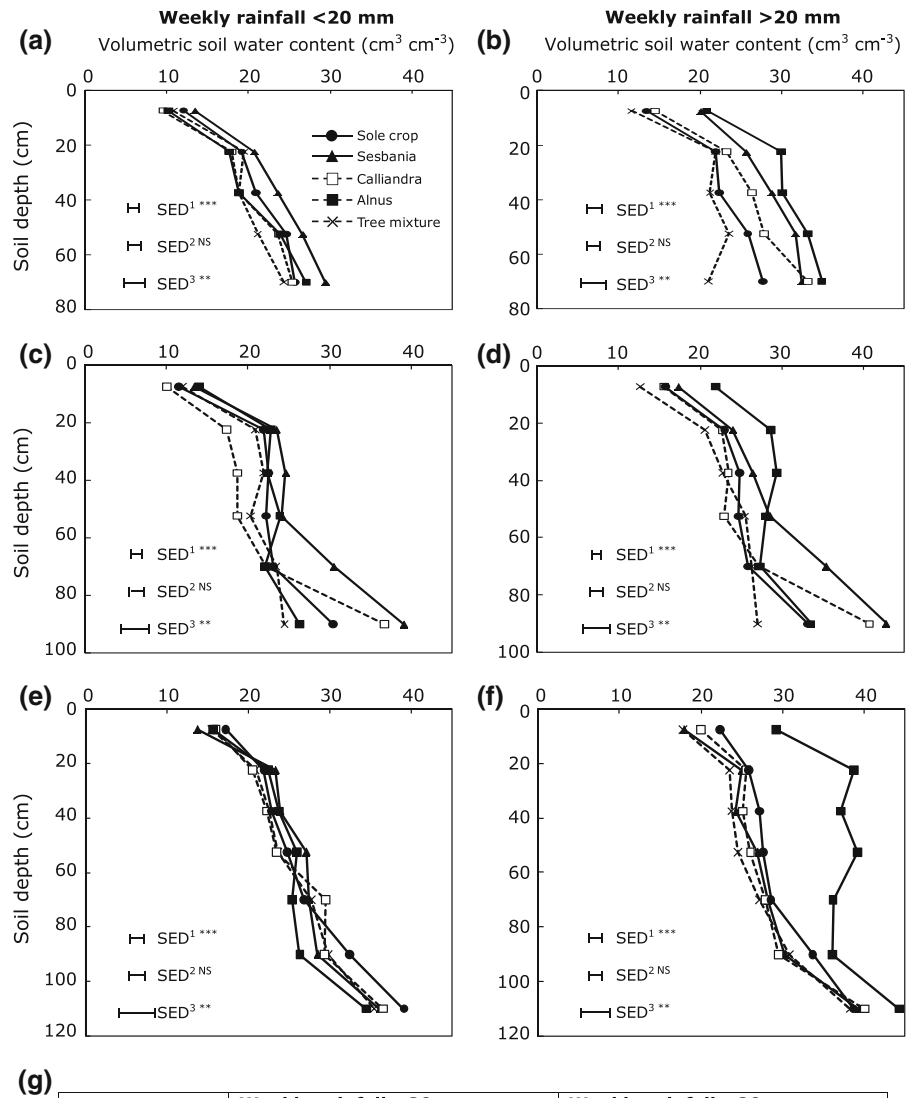 Weekly rainfall <20 mm
Weekly rainfall >20 mm
(a)
Volumetric soil water content (cm³ cm⁻³)
(b)
Volumetric soil water content (cm³ cm⁻³)
0 10 20 30 40
0 10 20 30 40
Soil depth (cm)
0
20
40
60
80
Sole crop
Sesbania
Calliandra
Alnus
Tree mixture
SED¹ ***
SED² NS
SED³ **
0
20
40
60
80
SED¹ ***
SED² NS
SED³ **
(c)
(d)
0 10 20 30 40
0 10 20 30 40
Soil depth (cm)
0
20
40
60
80
100
SED¹ ***
SED² NS
SED³ **
0
20
40
60
80
100
SED¹ ***
SED² NS
SED³ **
(e)
(f)
0 10 20 30 40
0 10 20 30 40
Soil depth (cm)
0
20
40
60
80
100
120
SED¹ ***
SED² NS
SED³ **
0
20
40
60
80
100
120
SED¹ ***
SED² NS
SED³ **
(g)